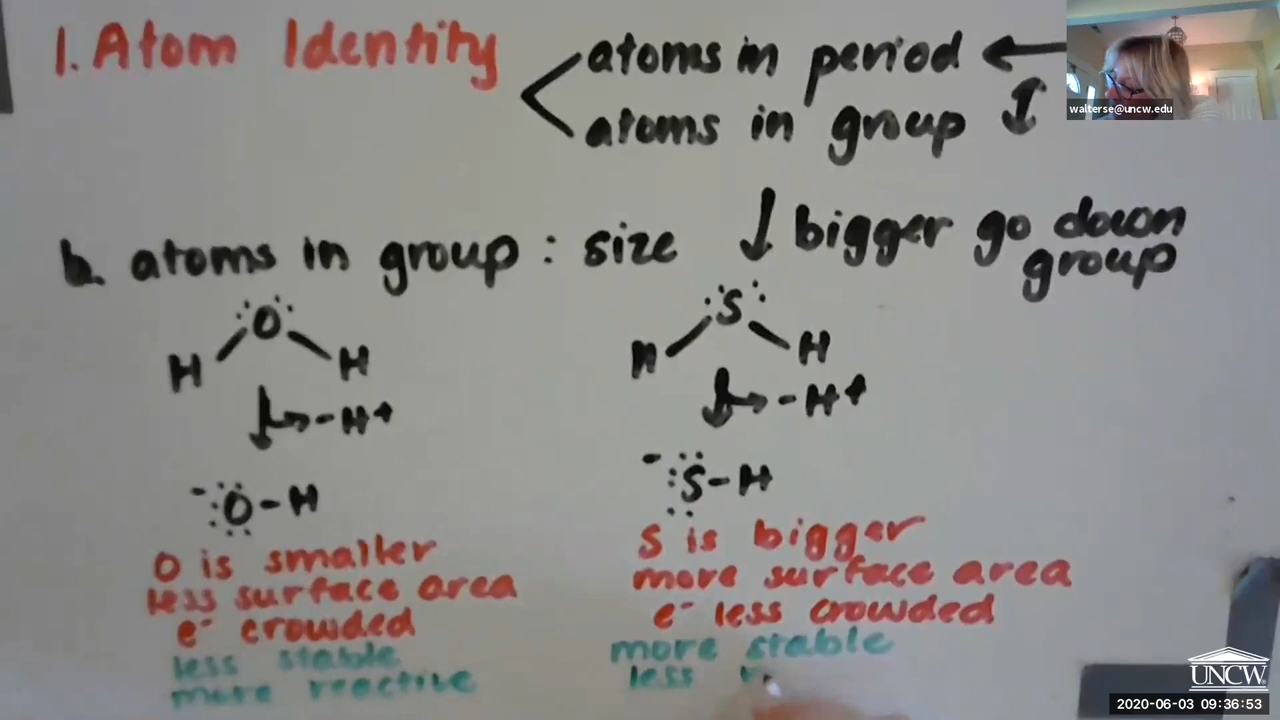 1. Atom Identity
atoms in period ←
atoms in group ↕
walterse@uncw.edu
b. atoms in group : size ↓ bigger go down
group
O
H H
-H+
- O-H
S
H H
-H+
- S-H
O is smaller
less surface area
e⁻ crowded
less stable
more reactive
S is bigger
more surface area
e⁻ less crowded
more stable
less
UNCW
2020-06-03 09:36:53